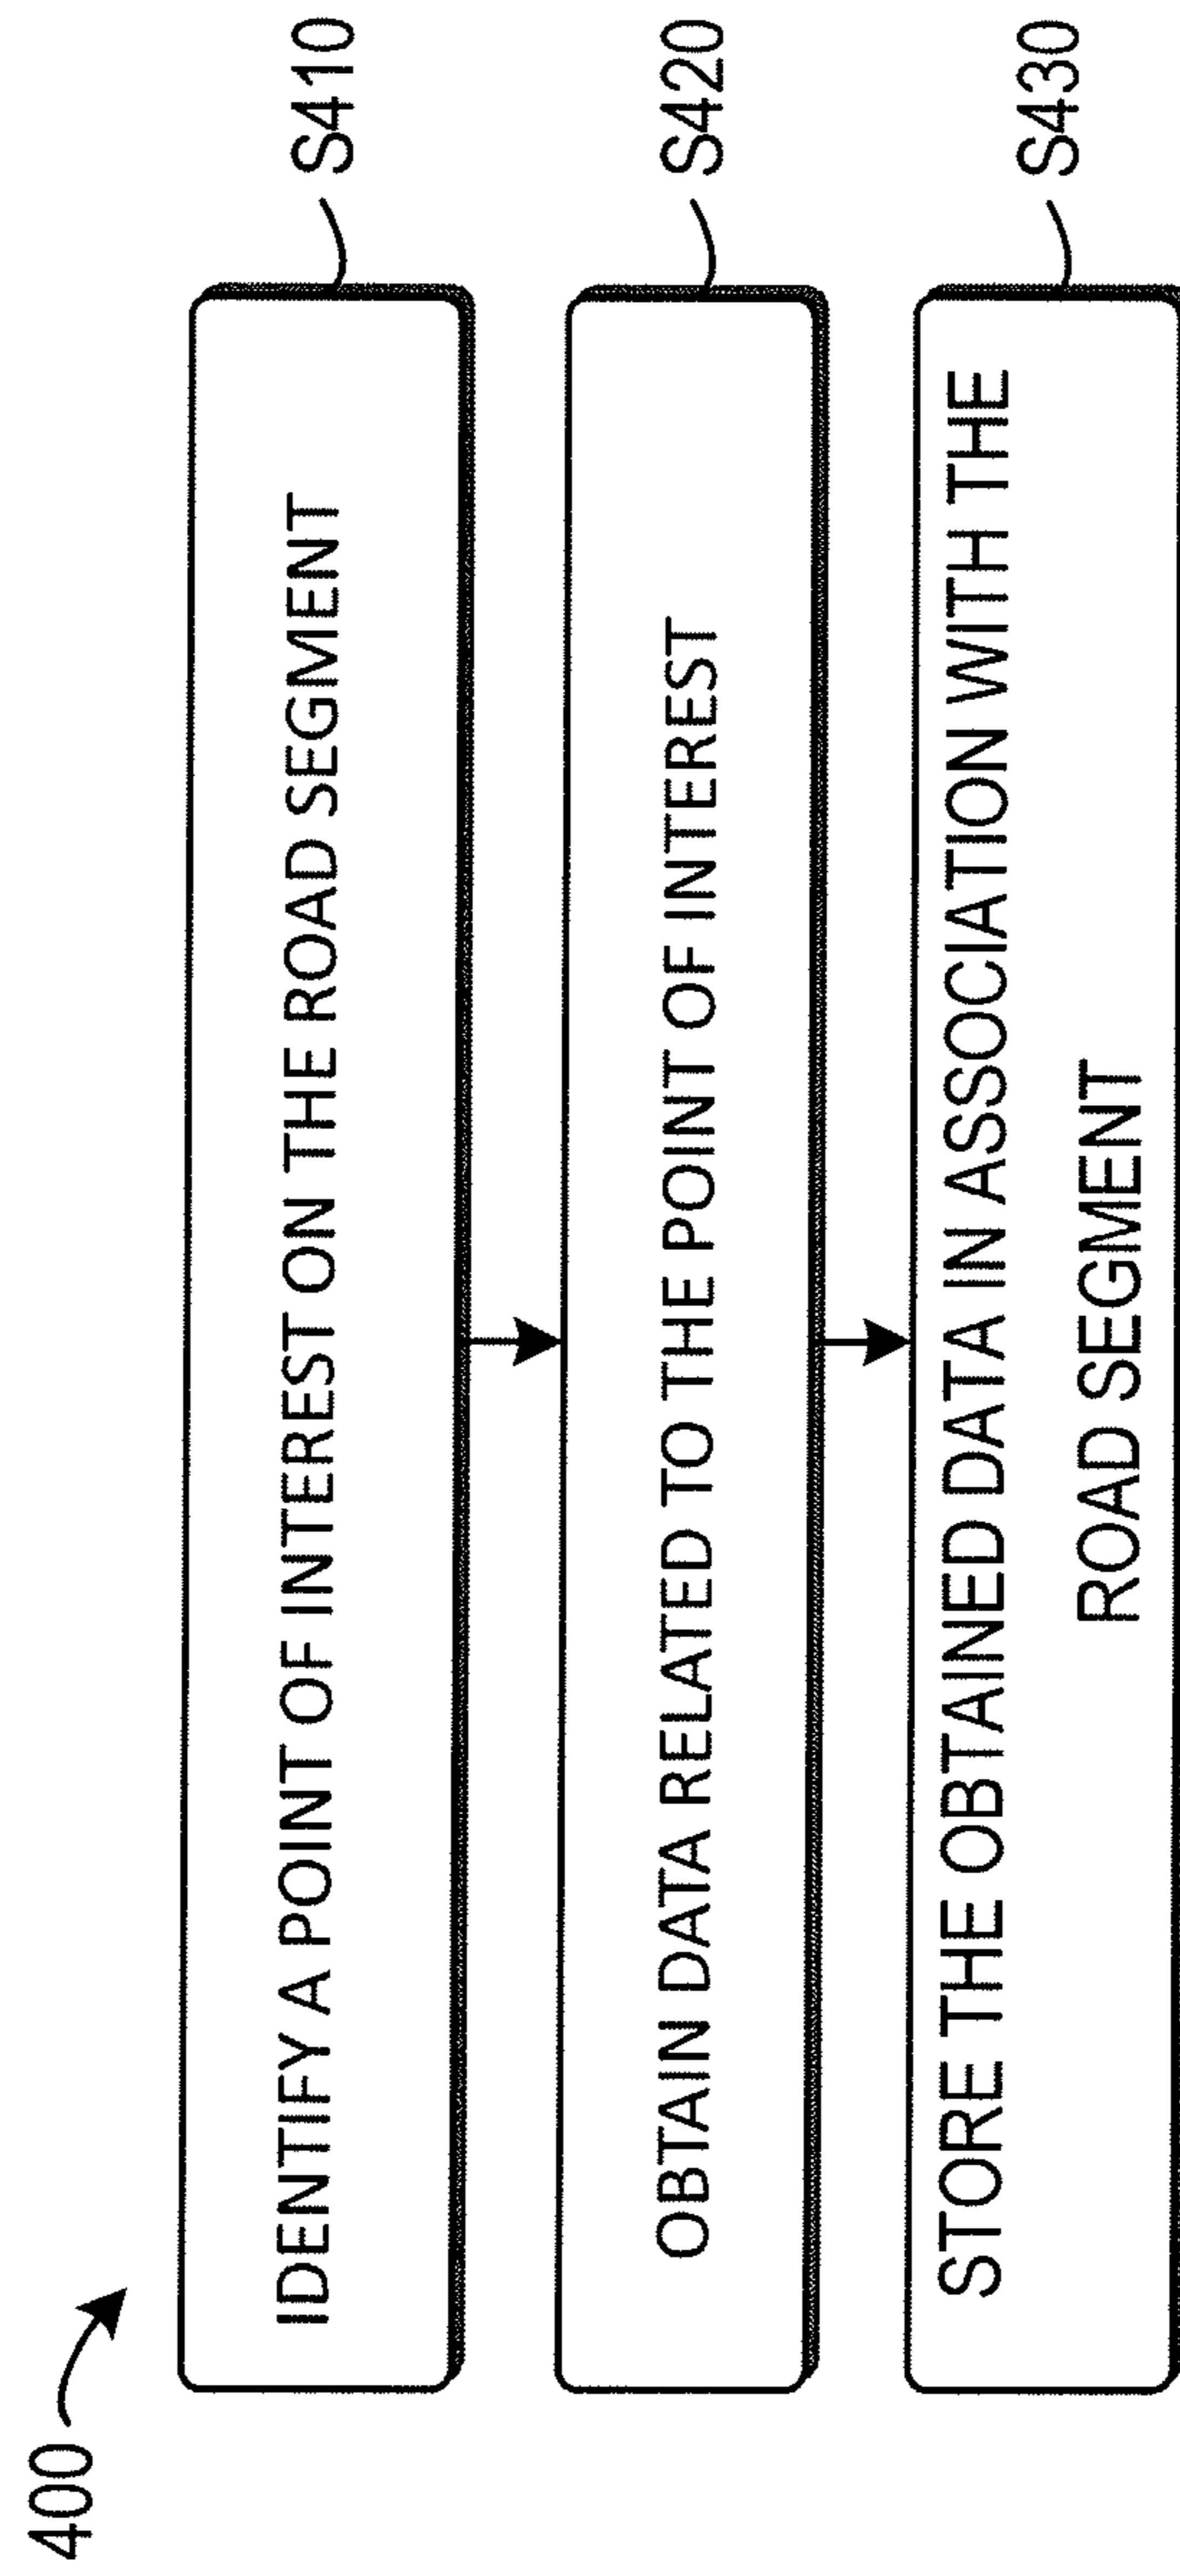 400
IDENTIFY A POINT OF INTEREST ON THE ROAD SEGMENT
S410
OBTAIN DATA RELATED TO THE POINT OF INTEREST
S420
STORE THE OBTAINED DATA IN ASSOCIATION WITH THE
ROAD SEGMENT
S430